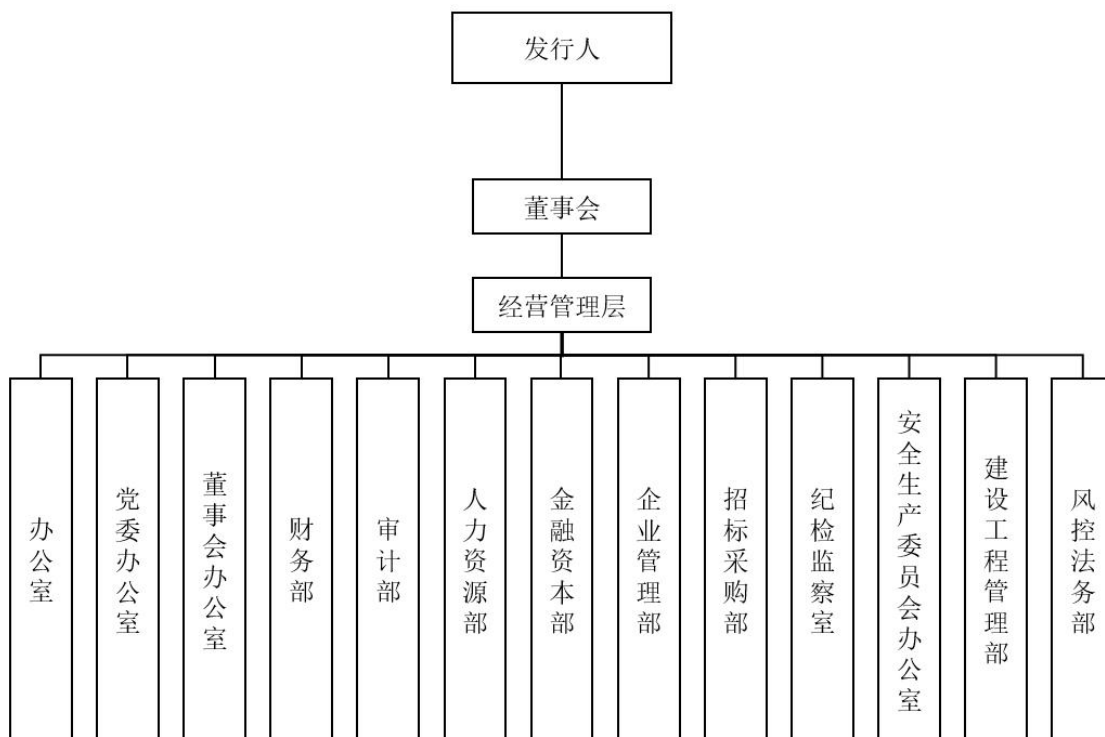 发行人
董事会
经营管理层
办公室
党委办公室
董事会办公室
财务部
审计部
人力资源部
金融资本部
企业管理部
招标采购部
纪检监察室
安全生产委员会办公室
建设工程管理部
风控法务部